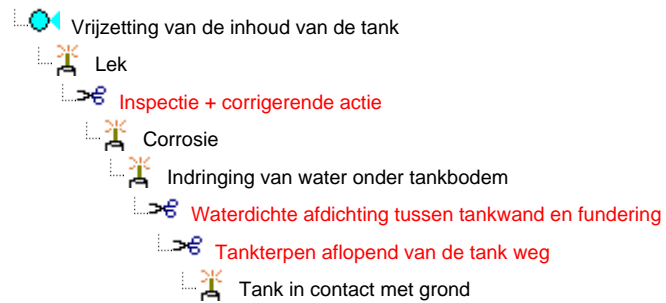 Vrijzetting van de inhoud van de tank
Lek
Inspectie + corrigerende actie
Corrosie
Indringing van water onder tankbodem
Waterdichte afdichting tussen tankwand en fundering
Tankterpen aflopend van de tank weg
Tank in contact met grond